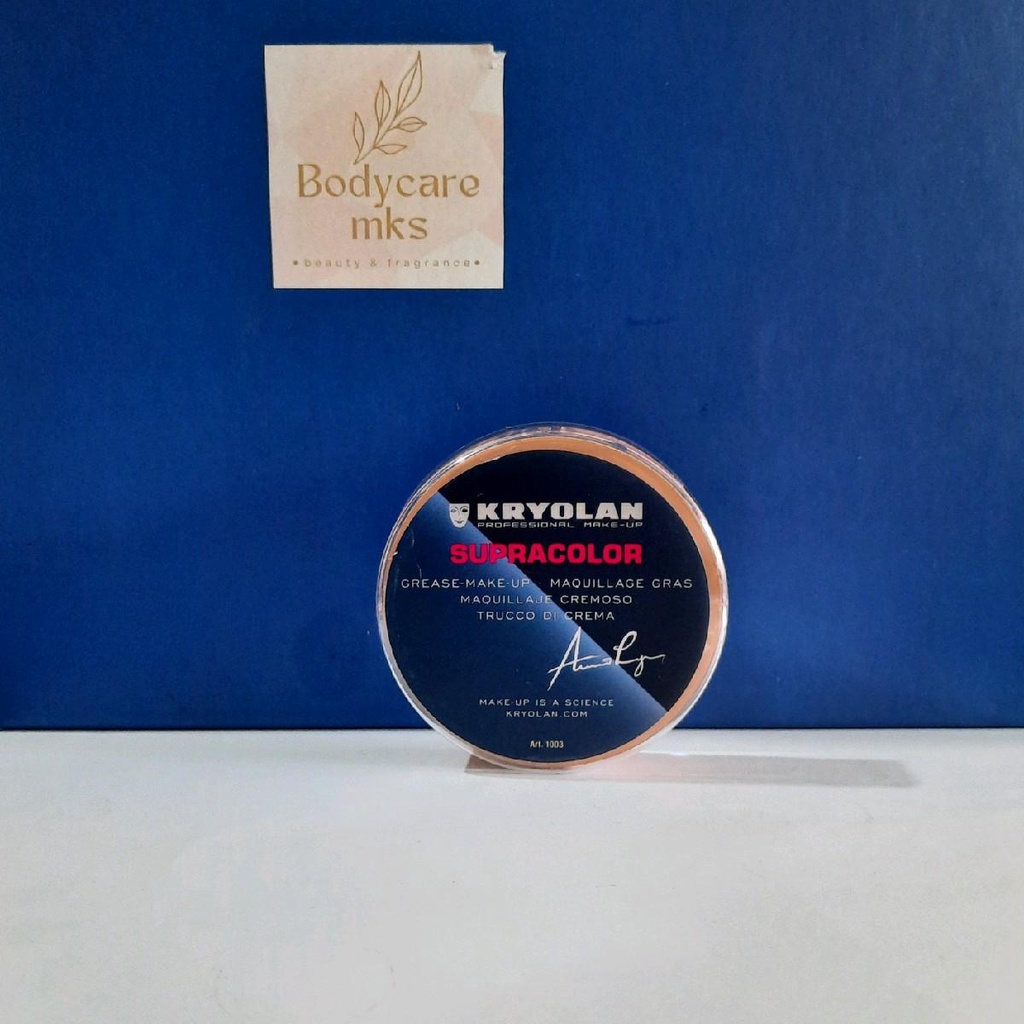 Bodycare
mks
• beauty & fragrance •
KRYOLAN
PROFESSIONAL MAKE-UP
SUPRACOLOR
GREASE-MAKE-UP · MAQUILLAGE GRAS
MAQUILLAJE CREMOSO
TRUCCO DI CREMA
MAKE-UP IS A SCIENCE
KRYOLAN.COM
Art. 1003